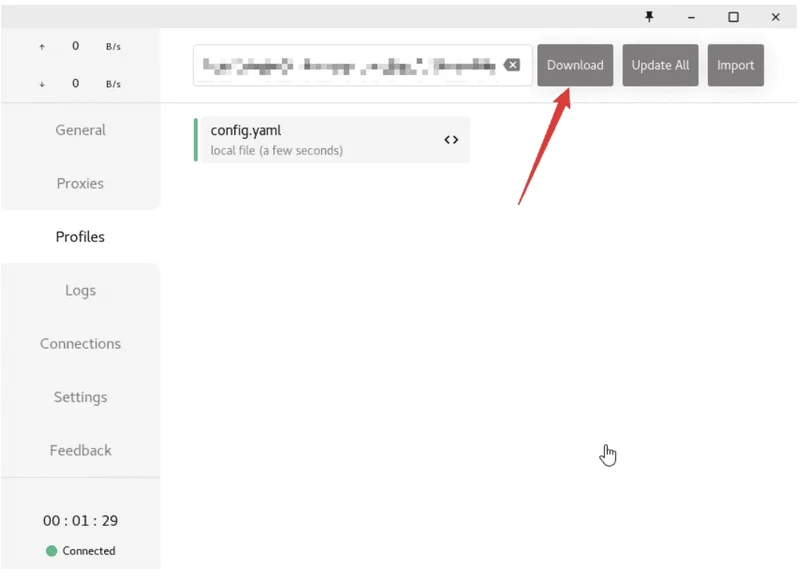 ↑ 0 B/s
↓ 0 B/s
Download
Update All
Import
General
Proxies
Profiles
Logs
Connections
Settings
Feedback
config.yaml
local file (a few seconds)
00 : 01 : 29
Connected